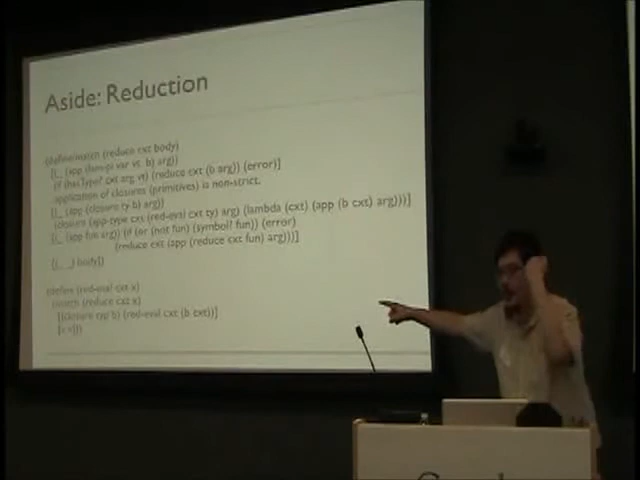 Aside: Reduction
(define/match (reduce cxt body)
[(_ (app (lam-pi var vt b) arg))
(if (hasType? cxt arg vt) (reduce cxt (b arg)) (error)]
application of closures (primitives) is non-strict.
[(_ (app (closure ty b) arg))
(closure (app-type cxt (red-eval cxt ty) arg) (lambda (cxt) (app (b cxt) arg)))]
[(_ (app fun arg)) (if (or (not fun) (symbol? fun)) (error)
(reduce cxt (app (reduce cxt fun) arg)))]
[(_ _) body])
(define (red-eval cxt x)
(match (reduce cxt x)
[(closure typ b) (red-eval cxt (b cxt))]